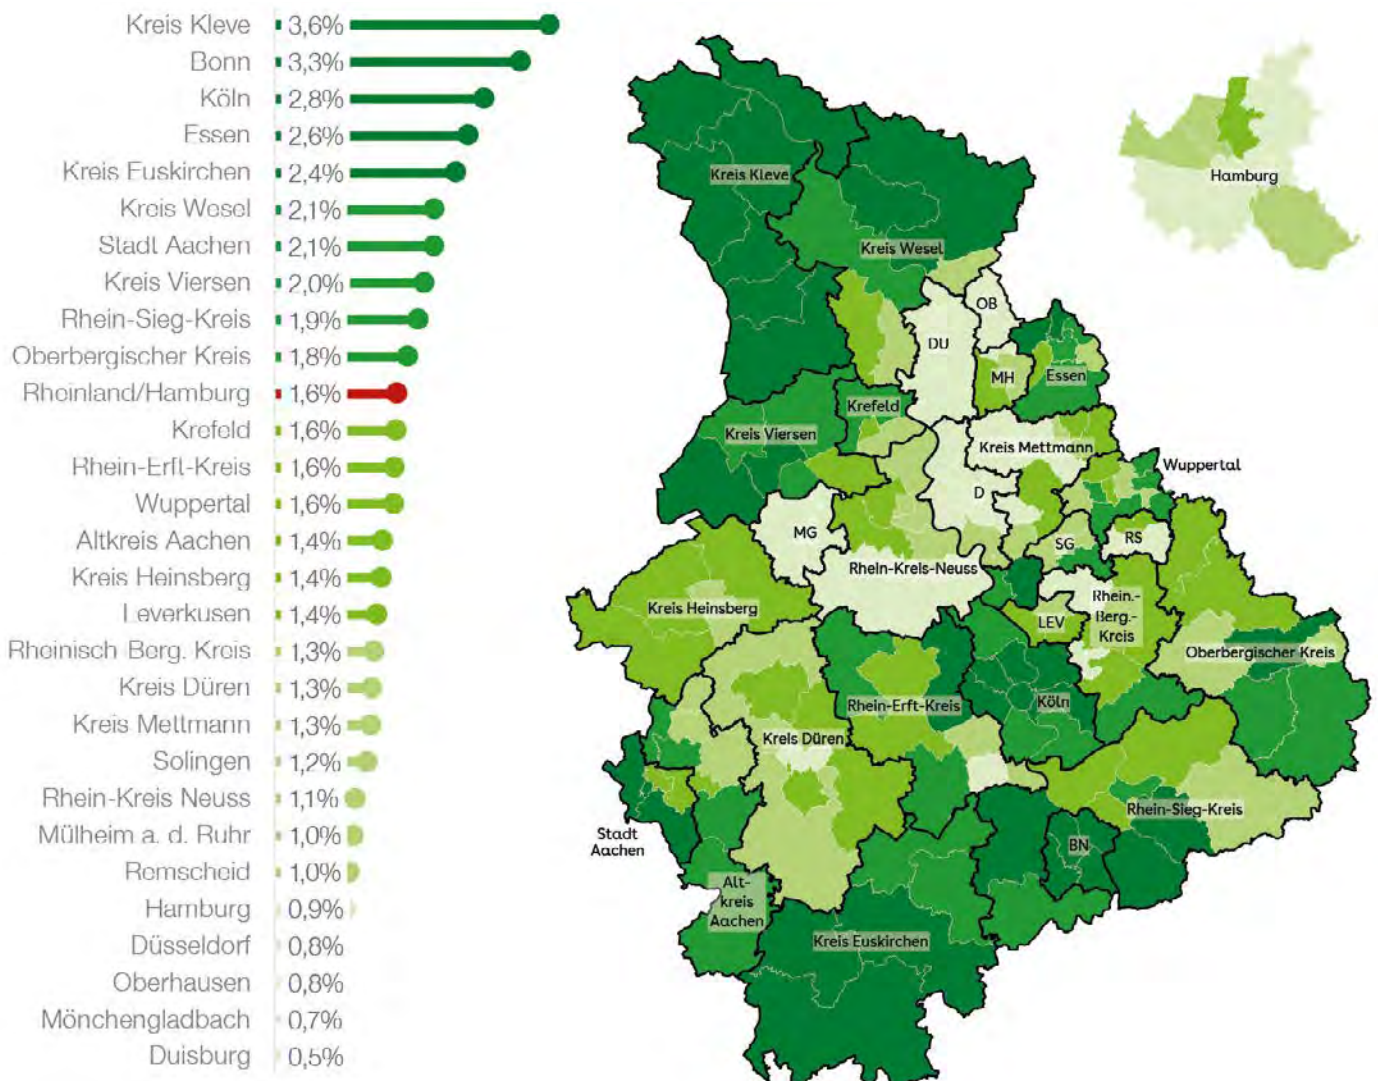 Kreis Kleve 3,6%
Bonn 3,3%
Köln 2,8%
Essen 2,6%
Kreis Euskirchen 2,4%
Kreis Wesel 2,1%
Stadt Aachen 2,1%
Kreis Viersen 2,0%
Rhein-Sieg-Kreis 1,9%
Oberbergischer Kreis 1,8%
Rheinland/Hamburg 1,6%
Krefeld 1,6%
Rhein-Erft-Kreis 1,6%
Wuppertal 1,6%
Altkreis Aachen 1,4%
Kreis Heinsberg 1,4%
Leverkusen 1,4%
Rheinisch Berg. Kreis 1,3%
Kreis Düren 1,3%
Kreis Mettmann 1,3%
Solingen 1,2%
Rhein-Kreis Neuss 1,1%
Mülheim a. d. Ruhr 1,0%
Remscheid 1,0%
Hamburg 0,9%
Düsseldorf 0,8%
Oberhausen 0,8%
Mönchengladbach 0,7%
Duisburg 0,5%
Kreis Kleve
Hamburg
Kreis Wesel
OB
DU
MH
Essen
Krefeld
Kreis Viersen
Kreis Mettmann
Wuppertal
D
MG
SG
RS
Rhein-Kreis-Neuss
Kreis Heinsberg
Rhein.-
Berg.-
Kreis
LEV
Oberbergischer Kreis
Köln
Rhein-Erft-Kreis
Kreis Düren
Rhein-Sieg-Kreis
Stadt
Aachen
BN
Alt-
kreis
Aachen
Kreis Euskirchen